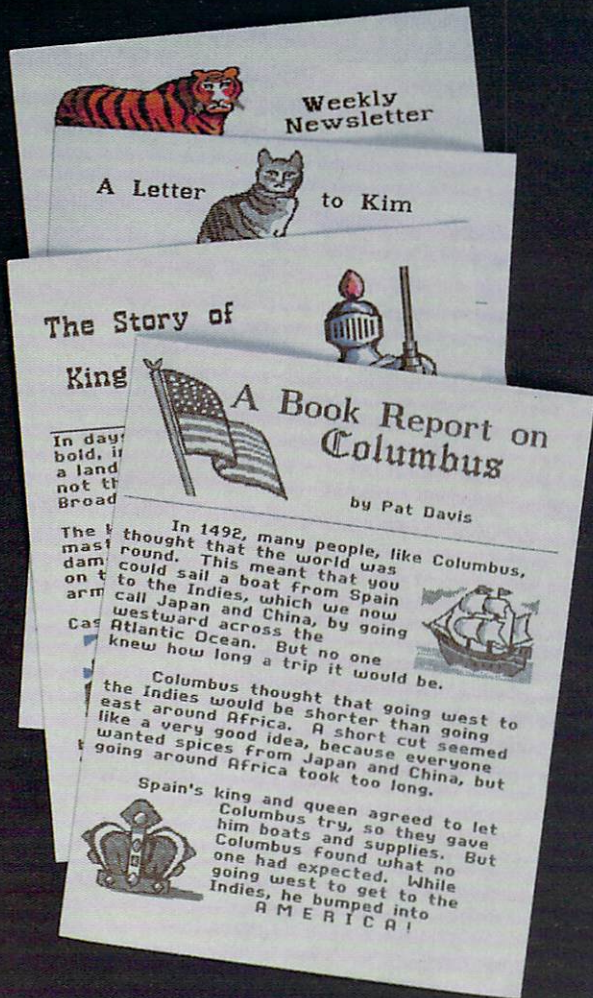 Weekly
Newsletter
A Letter to Kim
The Story of
King
In days
bold, i
a land
not th
Broad
The k
mast
dam
on t
arm
Cas
A Book Report on
Columbus
by Pat Davis
In 1492, many people, like Columbus,
thought that the world was
round. This meant that you
could sail a boat from Spain
to the Indies, which we now
call Japan and China, by going
westward across the
Atlantic Ocean. But no one
knew how long a trip it would be.
Columbus thought that going west to
the Indies would be shorter than going
east around Africa. A short cut seemed
like a very good idea, because everyone
wanted spices from Japan and China, but
going around Africa took too long.
Spain's king and queen agreed to let
Columbus try, so they gave
him boats and supplies. But
Columbus found what no
one had expected. While
going west to get to the
Indies, he bumped into
A M E R I C A !